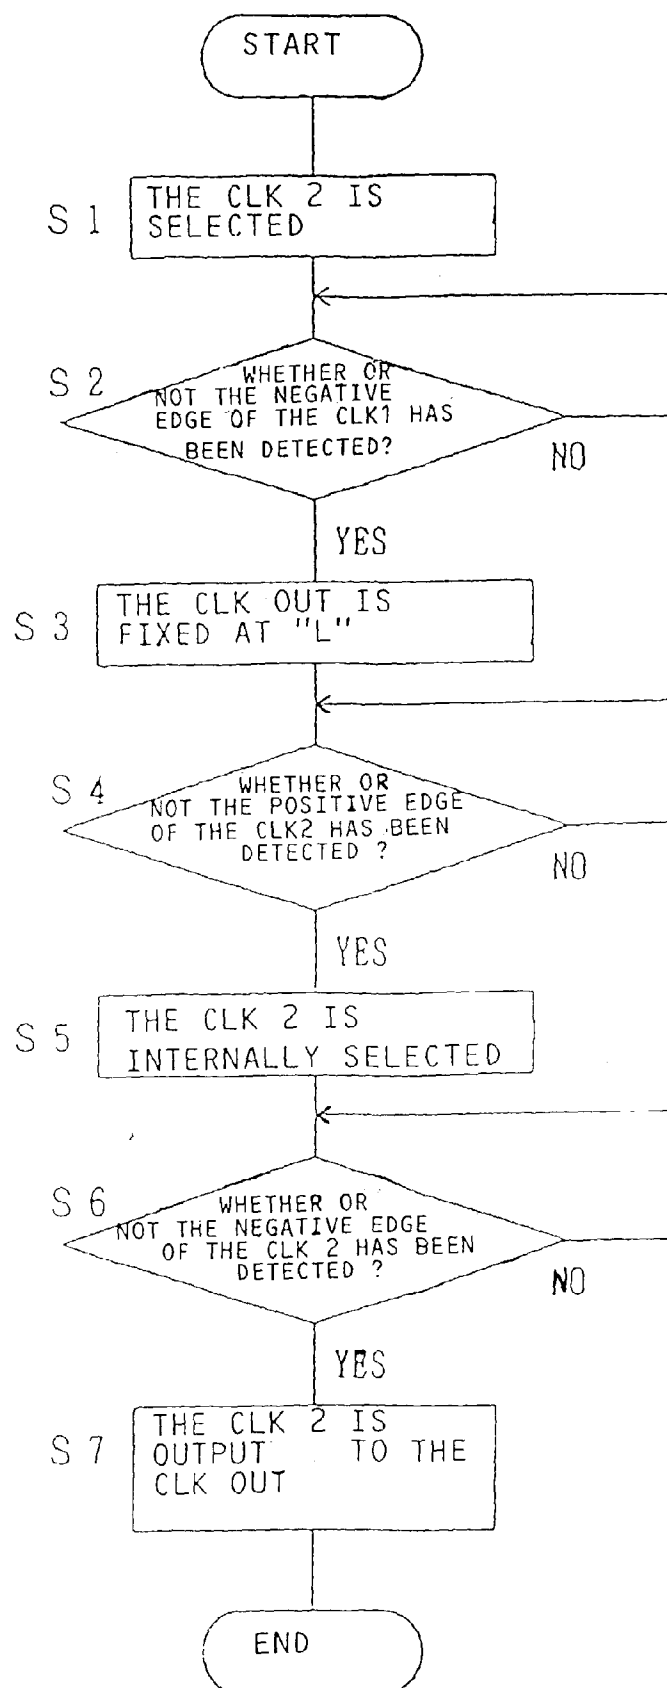 START
S 1
THE CLK 2 IS
SELECTED
S 2
WHETHER OR
NOT THE NEGATIVE
EDGE OF THE CLK1 HAS
BEEN DETECTED?
NO
YES
S 3
THE CLK OUT IS
FIXED AT "L"
S 4
WHETHER OR
NOT THE POSITIVE EDGE
OF THE CLK2 HAS BEEN
DETECTED ?
NO
YES
S 5
THE CLK 2 IS
INTERNALLY SELECTED
S 6
WHETHER OR
NOT THE NEGATIVE EDGE
OF THE CLK 2 HAS BEEN
DETECTED ?
NO
YES
S 7
THE CLK 2 IS
OUTPUT TO THE
CLK OUT
END